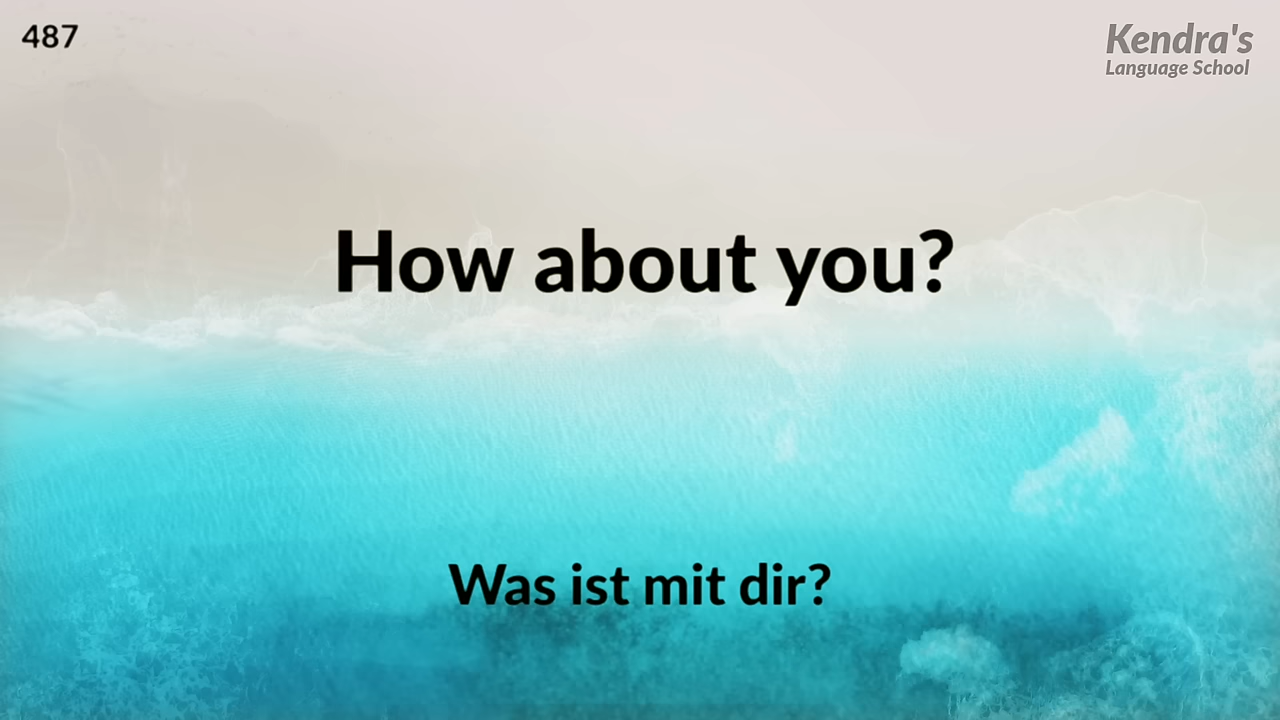 487
Kendra's
Language School
How about you?
Was ist mit dir?